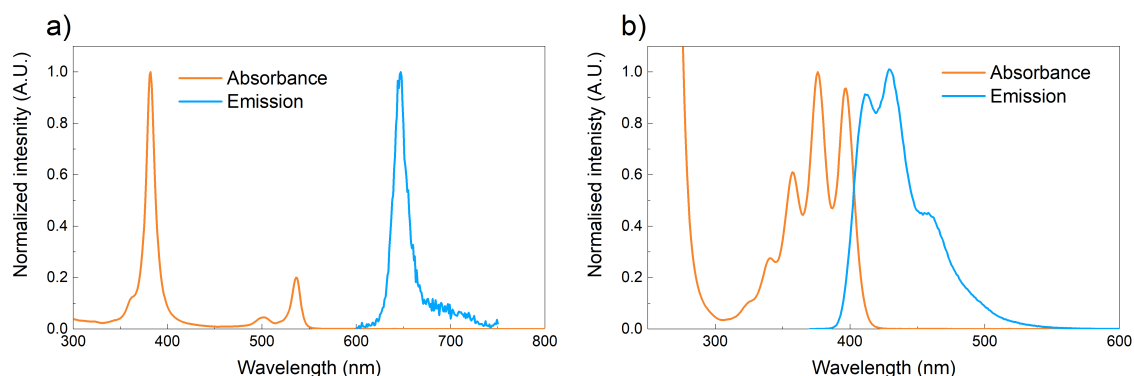 a)
Normalized intesnity (A.U.)
1.0
0.8
0.6
0.4
0.2
0.0
Absorbance
Emission
300 400 500 600 700 800
Wavelength (nm)
b)
Normalised intenisty (A.U.)
1.0
0.8
0.6
0.4
0.2
0.0
Absorbance
Emission
300 400 500 600
Wavelength (nm)